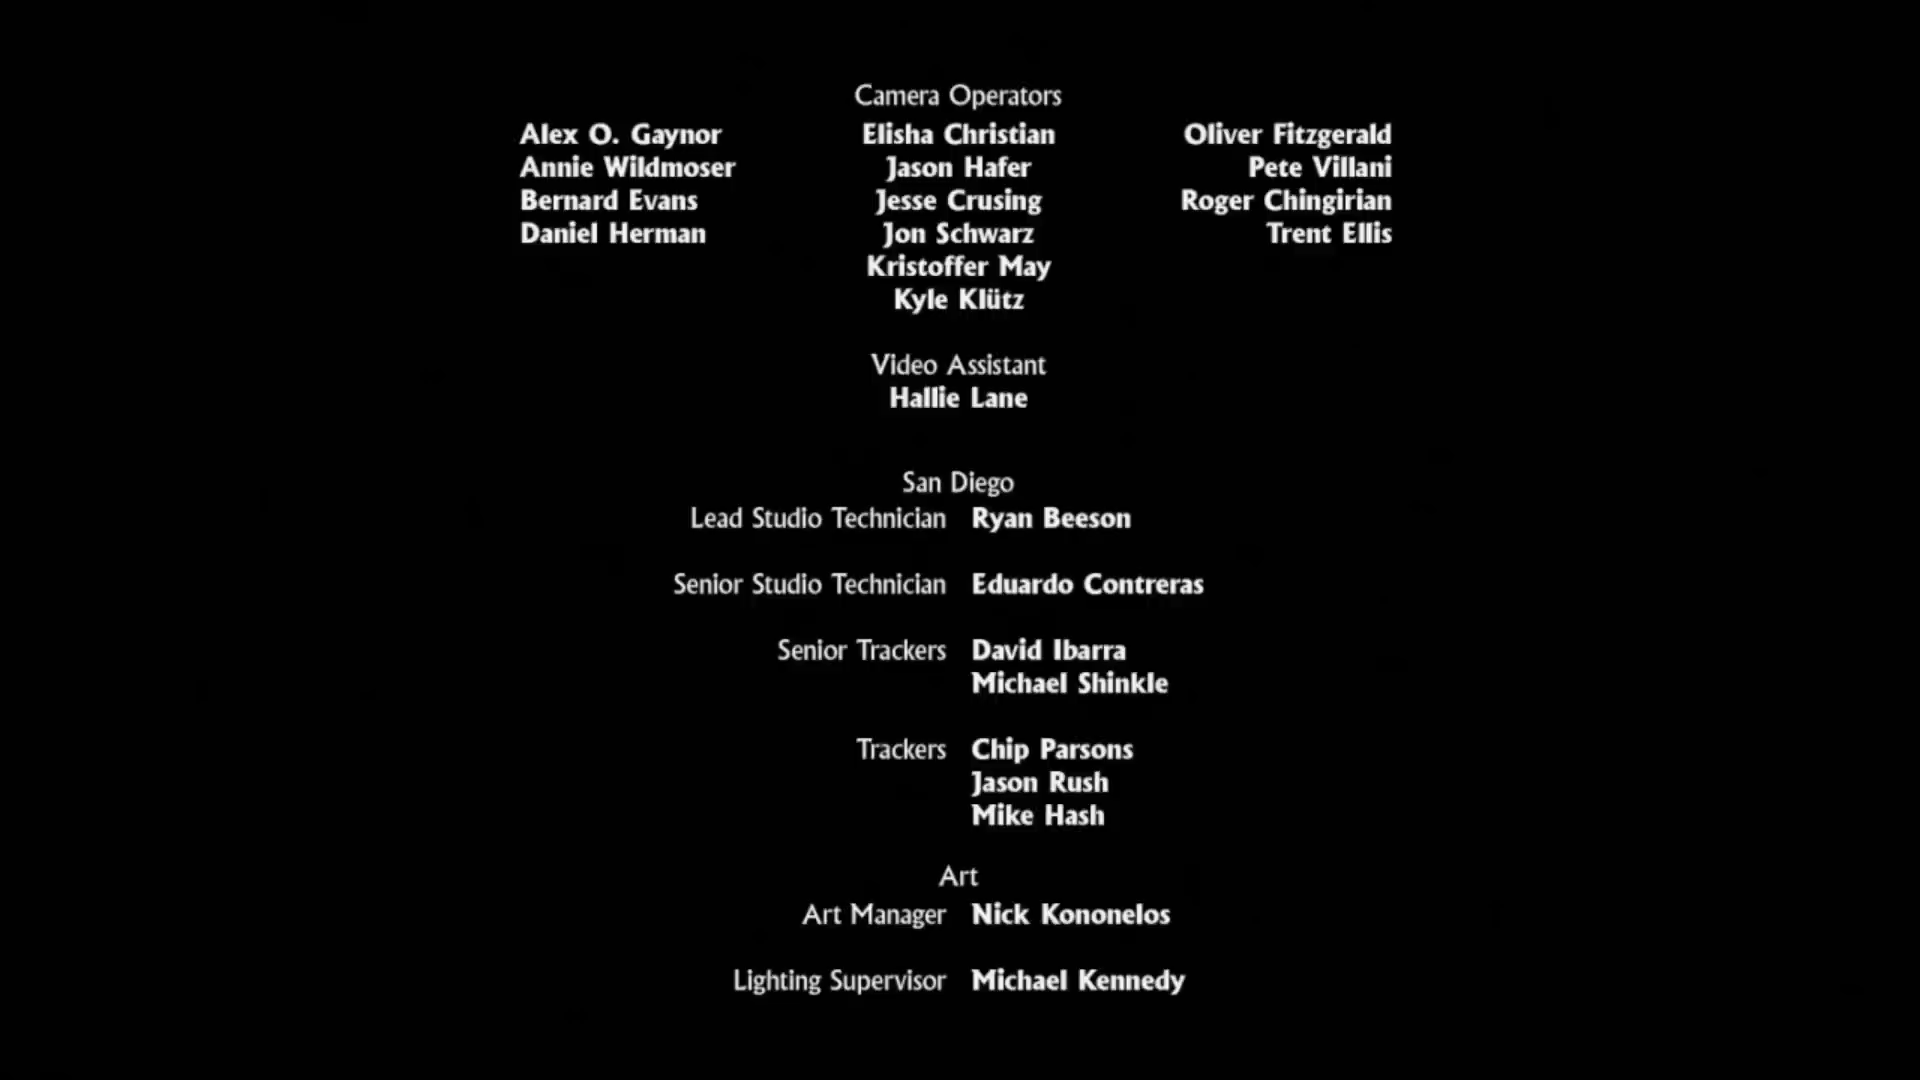 Camera Operators
Alex O. Gaynor Elisha Christian Oliver Fitzgerald
Annie Wildmoser Jason Hafer Pete Villani
Bernard Evans Jesse Crusing Roger Chingirian
Daniel Herman Jon Schwarz Trent Ellis
Kristoffer May
Kyle Klütz
Video Assistant
Hallie Lane
San Diego
Lead Studio Technician Ryan Beeson
Senior Studio Technician Eduardo Contreras
Senior Trackers David Ibarra
Michael Shinkle
Trackers Chip Parsons
Jason Rush
Mike Hash
Art
Art Manager Nick Kononelos
Lighting Supervisor Michael Kennedy